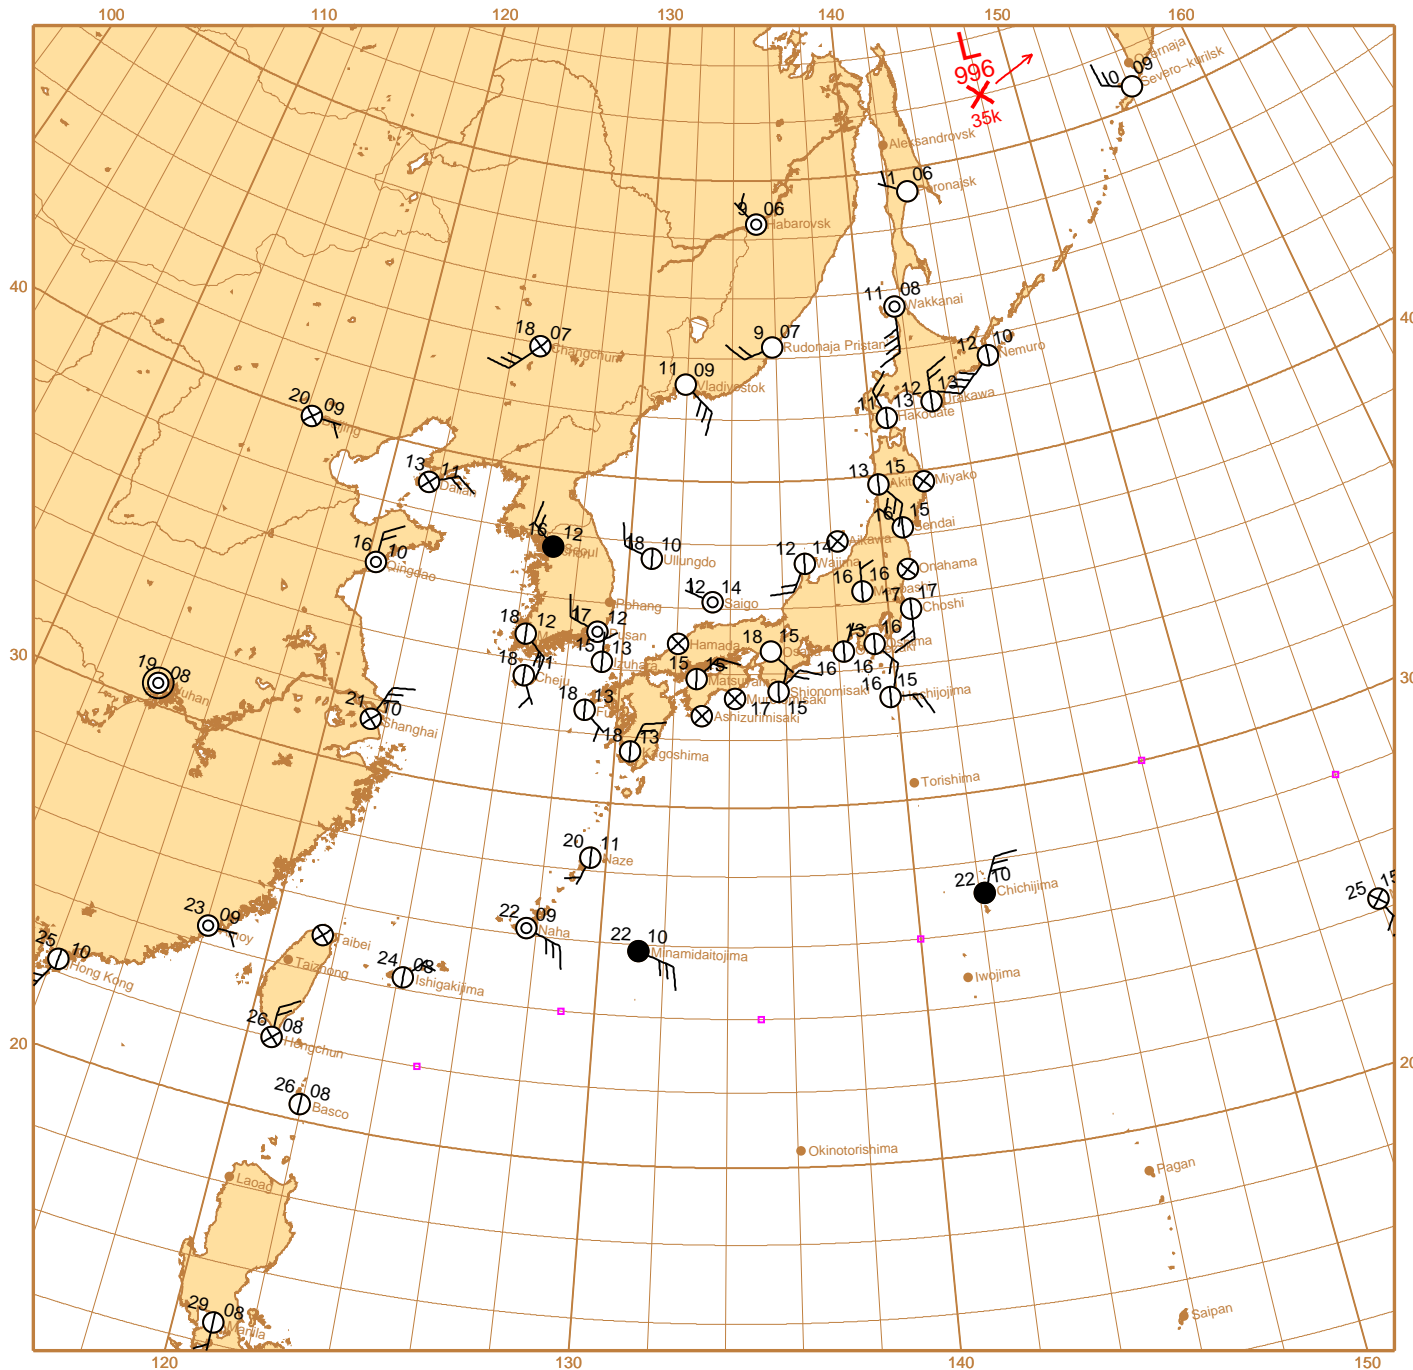 100
110
120
130
140
150
160
L
996
35k
09
Severo-kurilsk
Aleksandrovsk
06
9
06
Habarovsk
11
08
Wakkanai
40
18
07
Changchun
9
07
Rudonaja Pristan
12
10
Nemuro
11
09
Vladivostok
12
13
Urakawa
11
13
Hakodate
20
09
Beijing
13
11
Dalian
13
15
Akita
Miyako
16
15
Sendai
16
10
Qingdao
16
12
Seoul
18
10
Ullungdo
12
14
Wajima
Aikawa
Onahama
16
16
12
14
Saigo
Pohang
17
17
Choshi
18
12
17
12
Pusan
15
13
Izuhara
Hamada
18
15
Osaka
13
16
16
18
11
Cheju
15
15
Matsuyama
16
Shionomisaki
17
15
Murotomisaki
Ashizurimisaki
16
15
Hachijojima
30
19
08
Wuhan
21
10
Shanghai
18
13
18
13
Kagoshima
Torishima
20
11
Naze
22
10
Chichijima
25
15
23
09
22
09
Naha
22
10
Minamidaitojima
25
10
Hong Kong
Taibei
Taizhong
24
08
Ishigakijima
Iwojima
26
08
Hengchun
20
26
08
Basco
Okinotorishima
Pagan
Laoag
29
08
Manila
Saipan
120
130
140
150